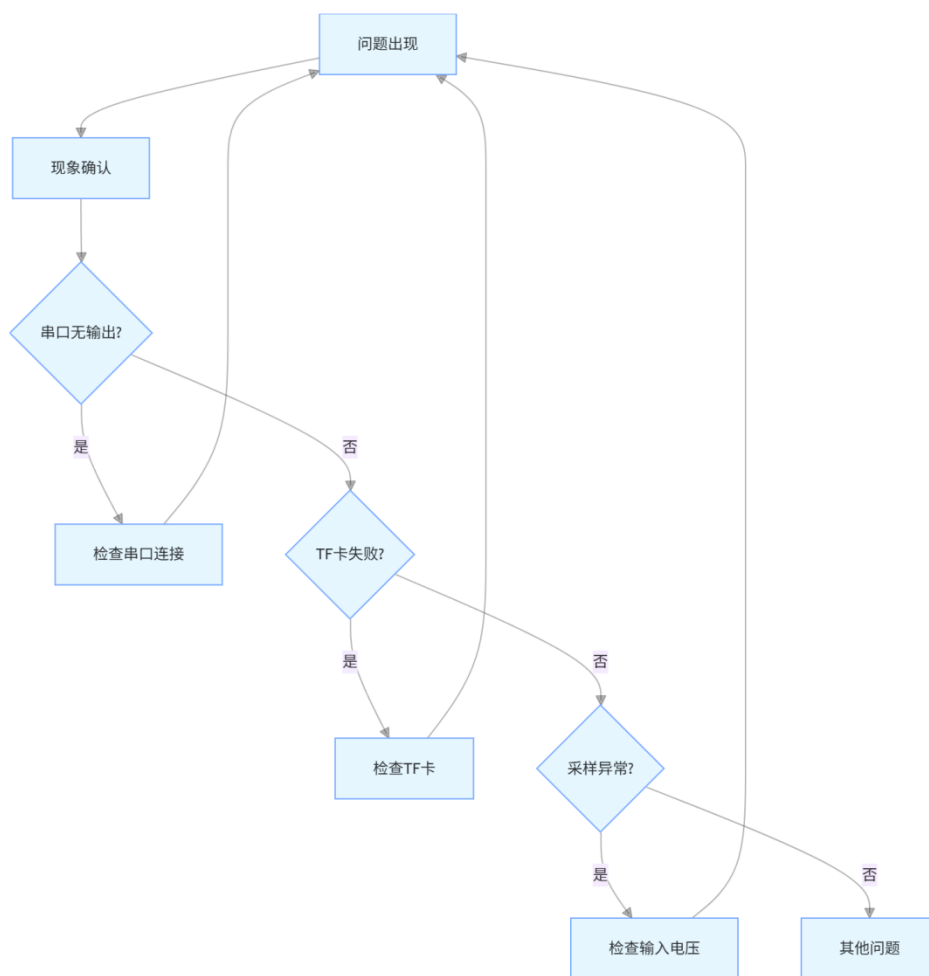 问题出现
现象确认
串口无输出?
是
否
检查串口连接
TF卡失败?
是
否
检查TF卡
采样异常?
是
否
检查输入电压
其他问题